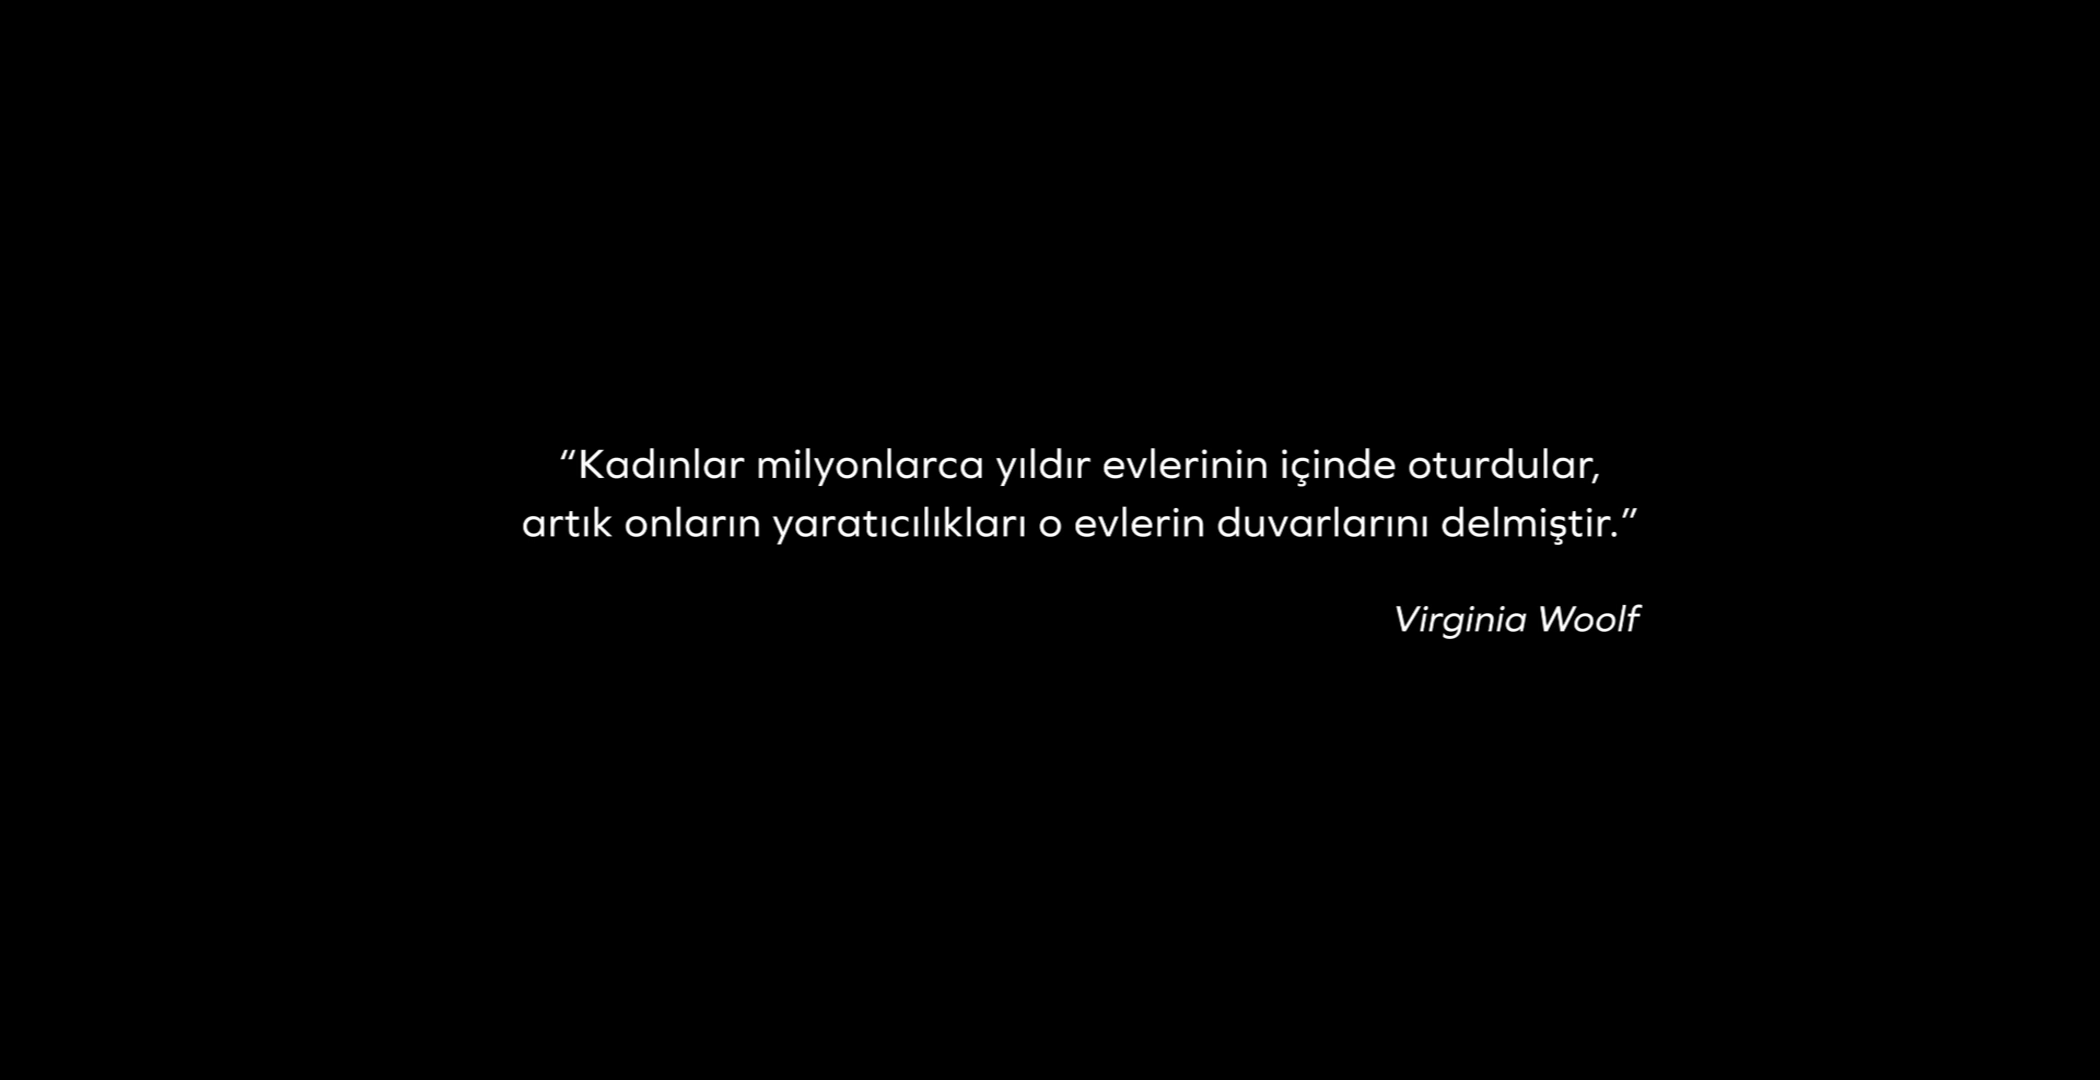 “Kadınlar milyonlarca yıldır evlerinin içinde oturdular,
artık onların yaratıcılıkları o evlerin duvarlarını delmiştir.”
Virginia Woolf